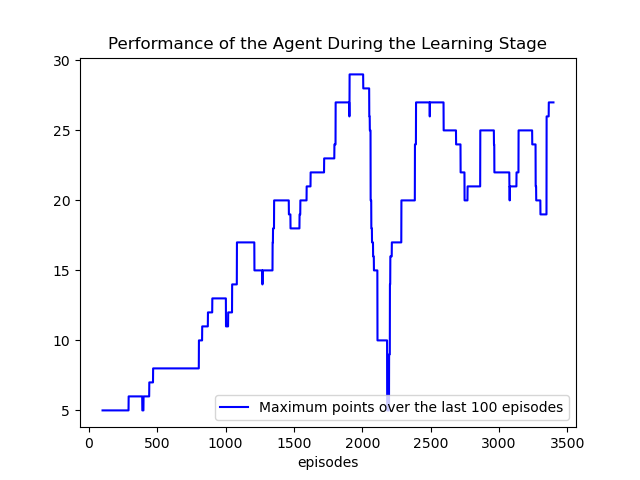 Performance of the Agent During the Learning Stage
30
25
20
15
10
5
Maximum points over the last 100 episodes
0 500 1000 1500 2000 2500 3000 3500
episodes